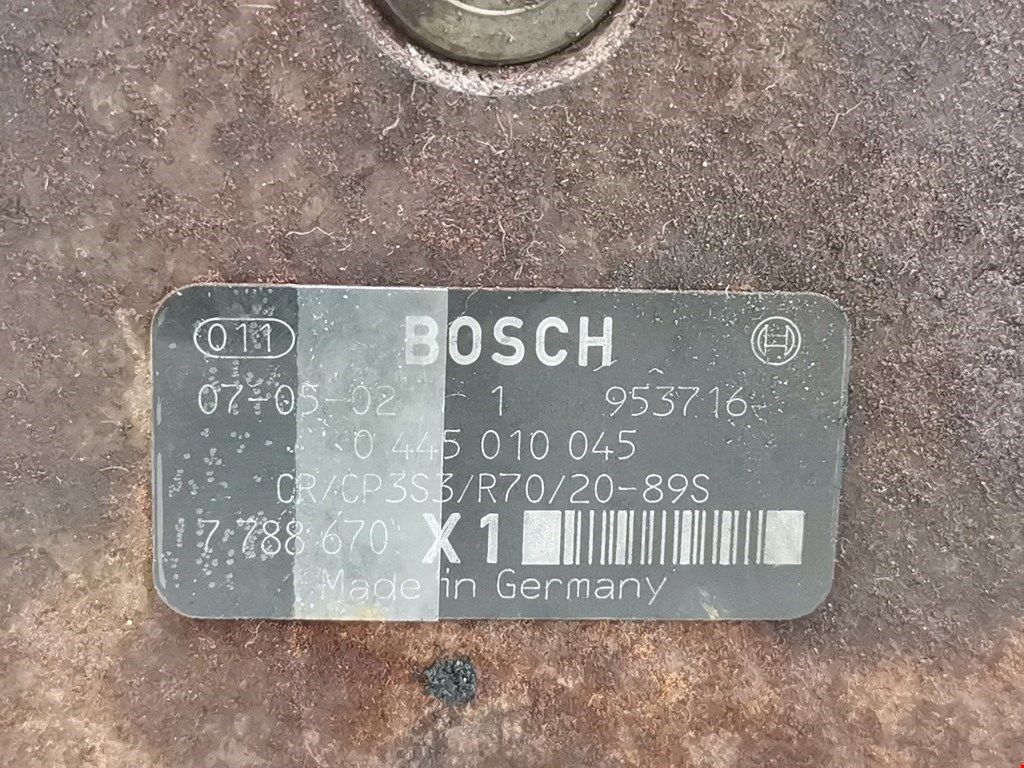 011 BOSCH
07-05-02 1 953716
0 445 010 045
CR/CP3S3/R70/20-89S
7 788 670 X1
Made in Germany